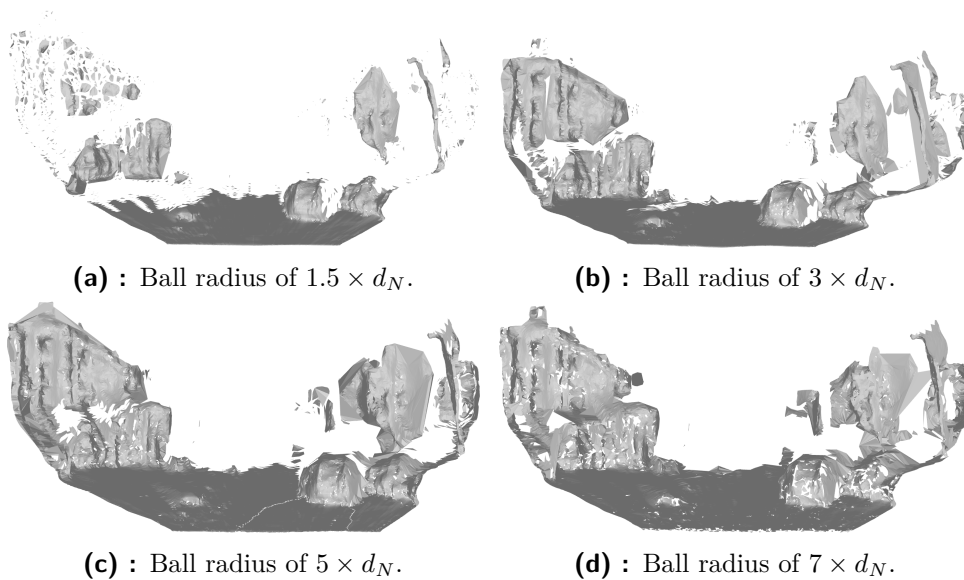 (a) : Ball radius of 1.5 × d_N.
(b) : Ball radius of 3 × d_N.
(c) : Ball radius of 5 × d_N.
(d) : Ball radius of 7 × d_N.